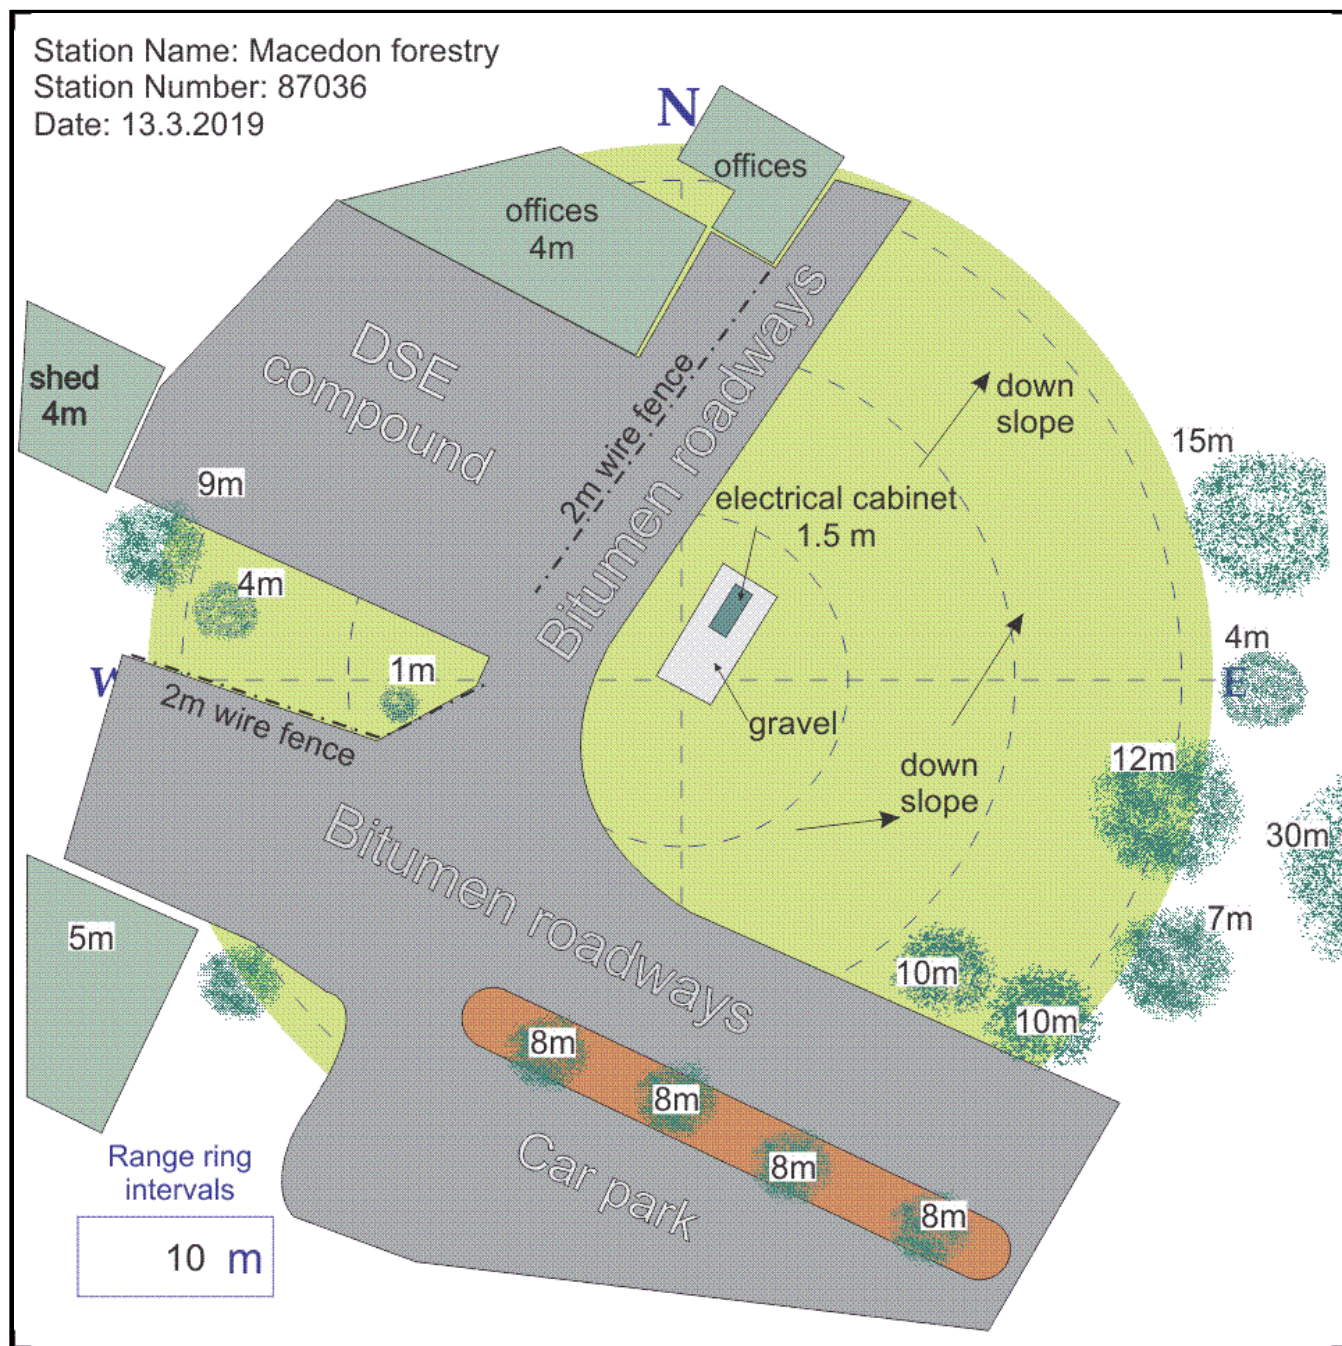 Station Name: Macedon forestry
Station Number: 87036
Date: 13.3.2019
N
offices
offices
4m
shed
4m
DSE
compound
2m wire fence
Bitumen roadways
down
slope
15m
9m
electrical cabinet
1.5 m
4m
4m
1m
W
E
2m wire fence
gravel
down
slope
12m
30m
Bitumen roadways
7m
5m
10m
10m
8m
8m
8m
8m
Car park
Range ring
intervals
10 m